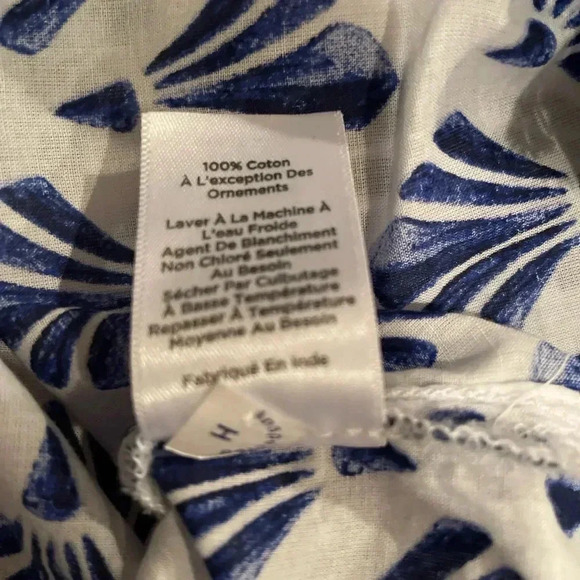 100% Coton
À L'exception Des
Ornements
Laver À La Machine À
L'eau Froide
Agent De Blanchiment
Non Chloré Seulement
Au Besoin
Sécher Par Culbutage
À Basse Température
Repasser À Température
Moyenne Au Besoin
Fabriqué En Inde
H